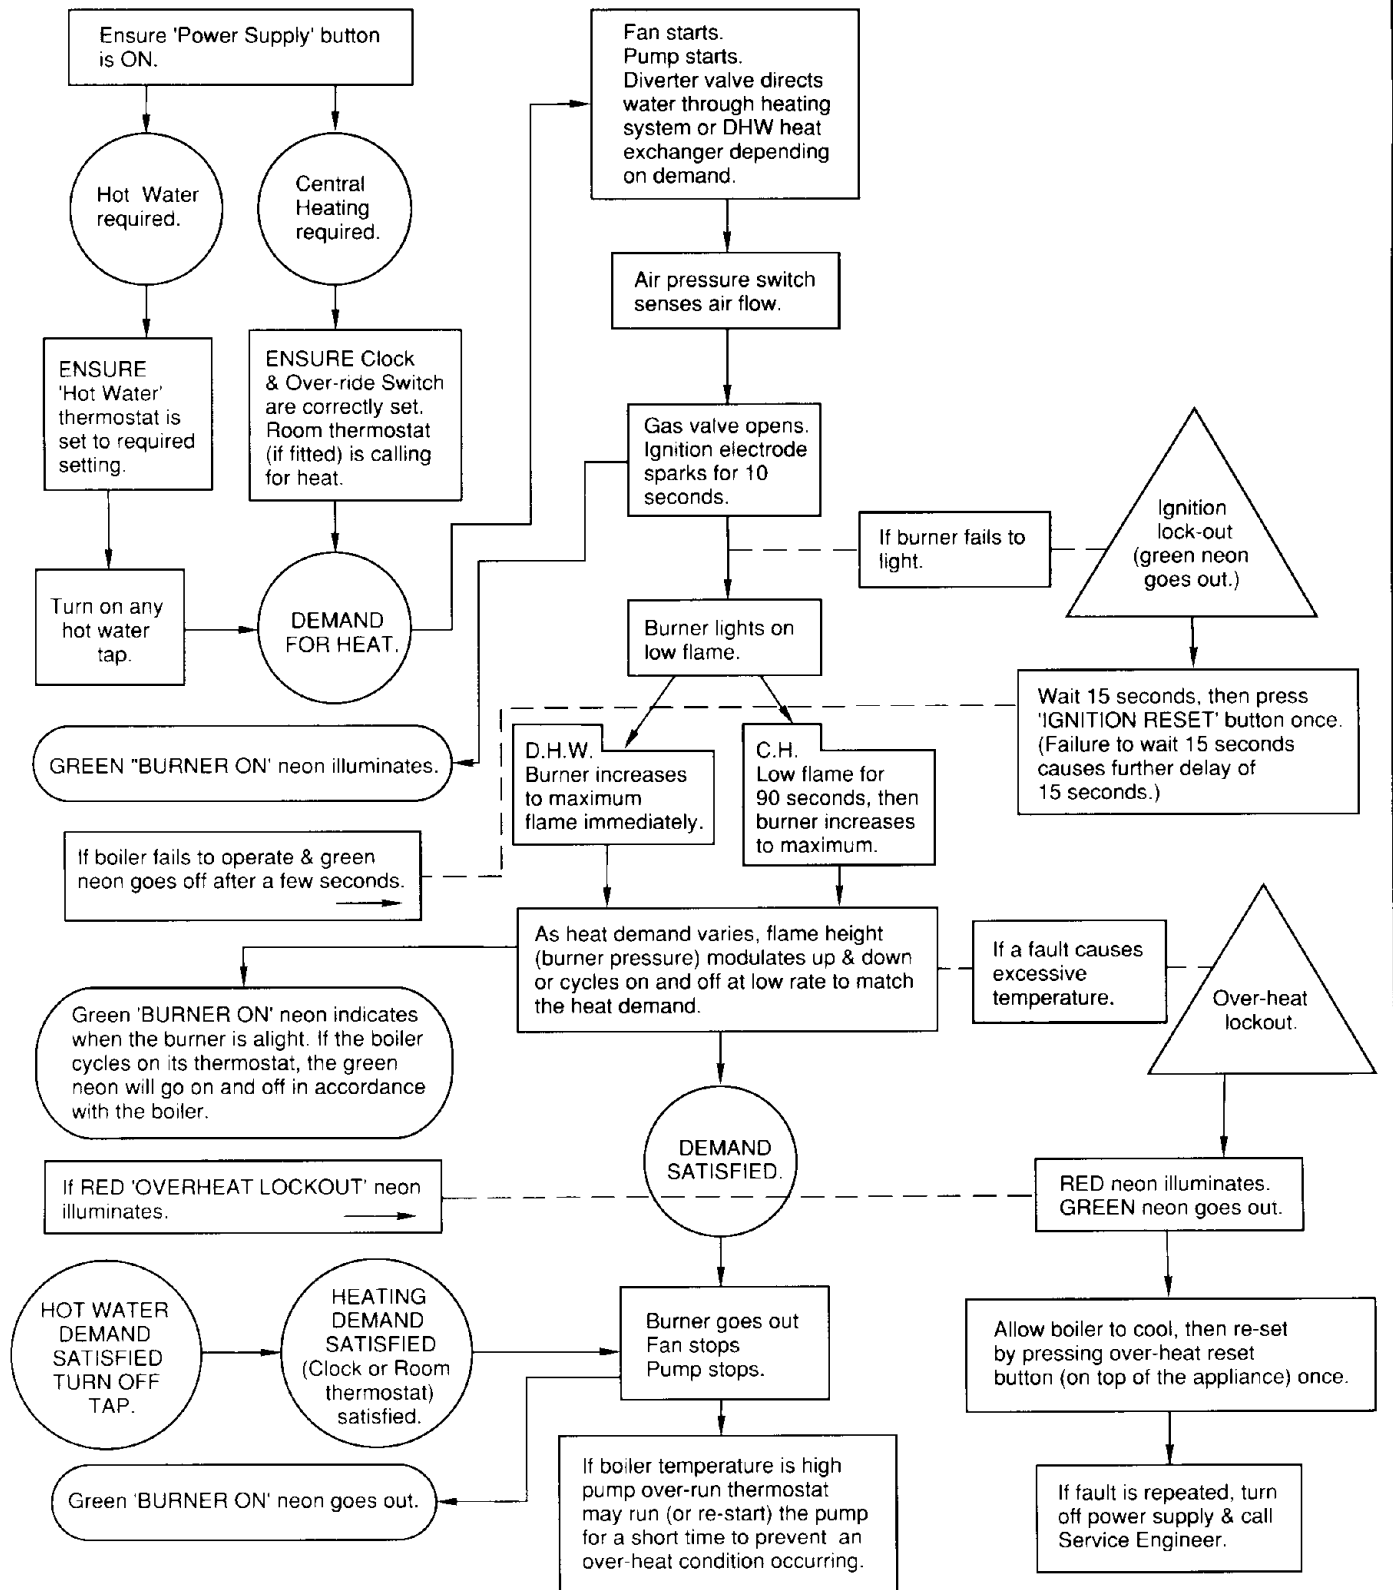 Ensure 'Power Supply' button
is ON.
Hot Water
required.
Central
Heating
required.
ENSURE
'Hot Water'
thermostat is
set to required
setting.
ENSURE Clock
& Over-ride Switch
are correctly set.
Room thermostat
(if fitted) is calling
for heat.
Turn on any
hot water
tap.
DEMAND
FOR HEAT.
Fan starts.
Pump starts.
Diverter valve directs
water through heating
system or DHW heat
exchanger depending
on demand.
Air pressure switch
senses air flow.
Gas valve opens.
Ignition electrode
sparks for 10
seconds.
GREEN "BURNER ON' neon illuminates.
If burner fails to
light.
Ignition
lock-out
(green neon
goes out.)
Burner lights on
low flame.
Wait 15 seconds, then press
'IGNITION RESET' button once.
(Failure to wait 15 seconds
causes further delay of
15 seconds.)
D.H.W.
Burner increases
to maximum
flame immediately.
C.H.
Low flame for
90 seconds, then
burner increases
to maximum.
If boiler fails to operate & green
neon goes off after a few seconds.
As heat demand varies, flame height
(burner pressure) modulates up & down
or cycles on and off at low rate to match
the heat demand.
If a fault causes
excessive
temperature.
Over-heat
lockout.
Green 'BURNER ON' neon indicates
when the burner is alight. If the boiler
cycles on its thermostat, the green
neon will go on and off in accordance
with the boiler.
DEMAND
SATISFIED.
If RED 'OVERHEAT LOCKOUT' neon
illuminates.
RED neon illuminates.
GREEN neon goes out.
HOT WATER
DEMAND
SATISFIED
TURN OFF
TAP.
HEATING
DEMAND
SATISFIED
(Clock or Room
thermostat)
satisfied.
Burner goes out
Fan stops
Pump stops.
Allow boiler to cool, then re-set
by pressing over-heat reset
button (on top of the appliance) once.
Green 'BURNER ON' neon goes out.
If boiler temperature is high
pump over-run thermostat
may run (or re-start) the pump
for a short time to prevent an
over-heat condition occurring.
If fault is repeated, turn
off power supply & call
Service Engineer.